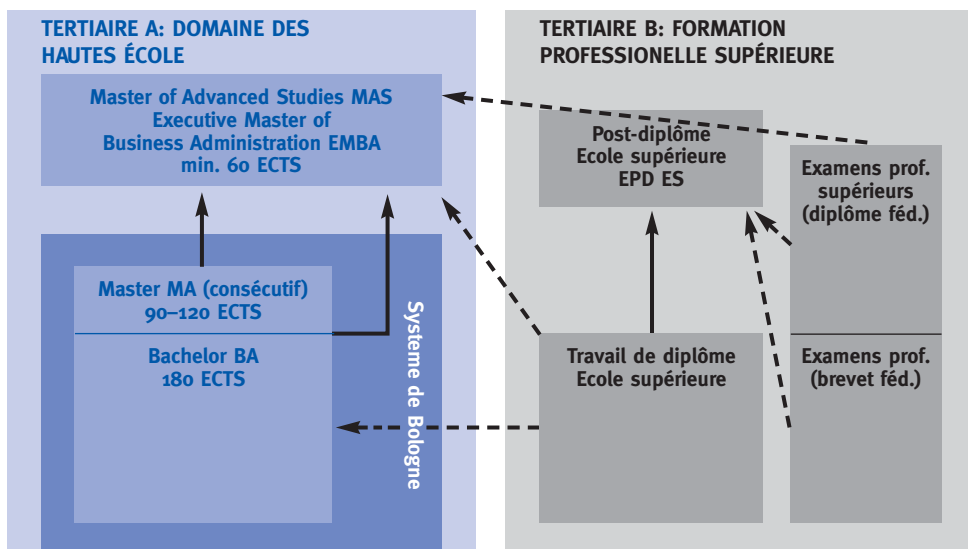 TERTIAIRE A: DOMAINE DES
HAUTES ÉCOLE
Master of Advanced Studies MAS
Executive Master of
Business Administration EMBA
min. 60 ECTS
Master MA (consécutif)
90–120 ECTS
Bachelor BA
180 ECTS
Systeme de Bologne
TERTIAIRE B: FORMATION
PROFESSIONELLE SUPÉRIEURE
Post-diplôme
Ecole supérieure
EPD ES
Examens prof.
supérieurs
(diplôme féd.)
Travail de diplôme
Ecole supérieure
Examens prof.
(brevet féd.)